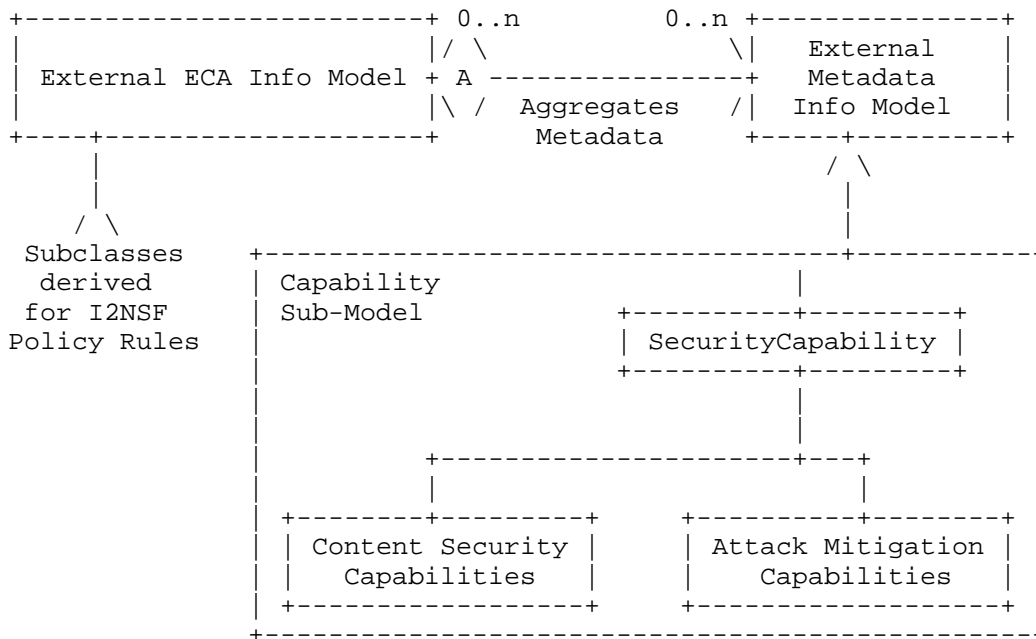 0..n 0..n
External
External ECA Info Model A Metadata
Aggregates Info Model
Metadata
Subclasses
derived Capability
for I2NSF Sub-Model
Policy Rules SecurityCapability
Content Security Attack Mitigation
Capabilities Capabilities